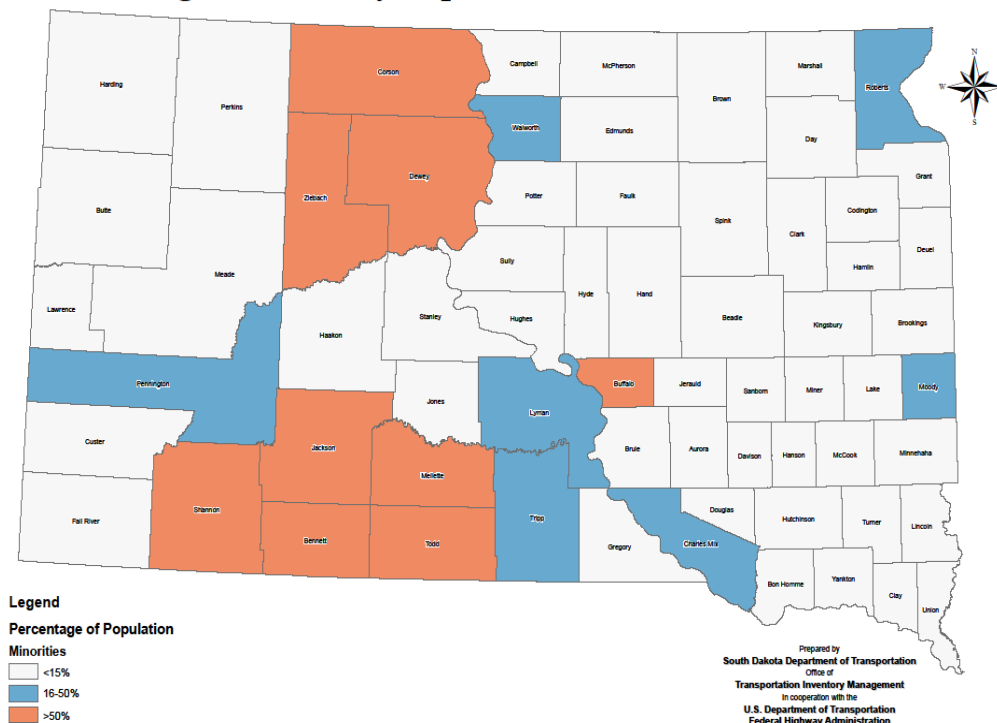 N
W
S
Harding
Perkins
Corson
Campbell
McPherson
Brown
Marshall
Roberts
Walworth
Edmunds
Day
Grant
Butte
Ziebach
Dewey
Potter
Faulk
Spink
Clark
Codington
Deuel
Hamlin
Meade
Sully
Hyde
Hand
Lawrence
Haakon
Stanley
Hughes
Beadle
Kingsbury
Brookings
Pennington
Jones
Lyman
Buffalo
Jerauld
Sanborn
Miner
Lake
Moody
Custer
Jackson
Mellette
Brule
Aurora
Davison
Hanson
McCook
Minnehaha
Fall River
Shannon
Bennett
Todd
Tripp
Gregory
Charles Mix
Douglas
Hutchinson
Turner
Lincoln
Bon Homme
Yankton
Clay
Union
Legend
Percentage of Population
Minorities
<15%
16-50%
>50%
Prepared by
South Dakota Department of Transportation
Office of
Transportation Inventory Management
In cooperation with the
U.S. Department of Transportation
Federal Highway Administration